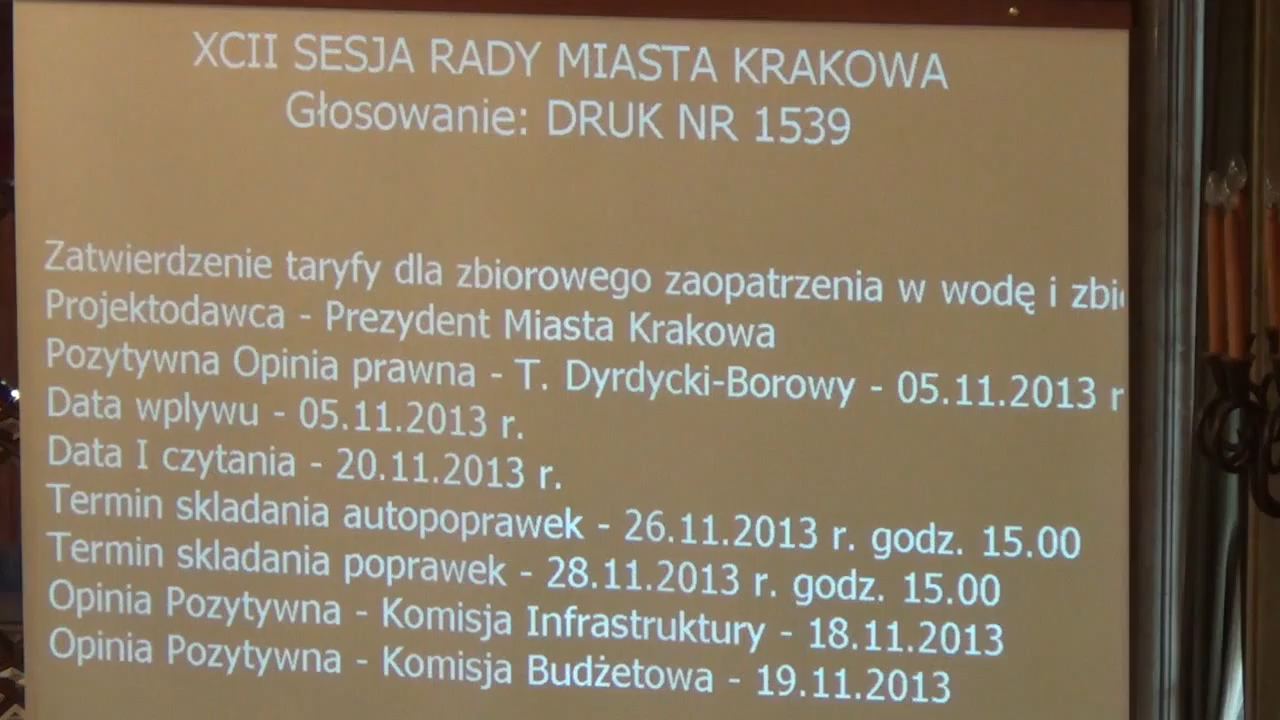 XCII SESJA RADY MIASTA KRAKOWA
Głosowanie: DRUK NR 1539
Zatwierdzenie taryfy dla zbiorowego zaopatrzenia w wodę i
Projektodawca - Prezydent Miasta Krakowa
Pozytywna Opinia prawna - T. Dyrdycki-Borowy - 05.11.2013 r
Data wplywu - 05.11.2013 r.
Data I czytania - 20.11.2013 r.
Termin skladania autopoprawek - 26.11.2013 r. godz. 15.00
Termin skladania poprawek - 28.11.2013 r. godz. 15.00
Opinia Pozytywna - Komisja Infrastruktury - 18.11.2013
Opinia Pozytywna - Komisja Budżetowa - 19.11.2013